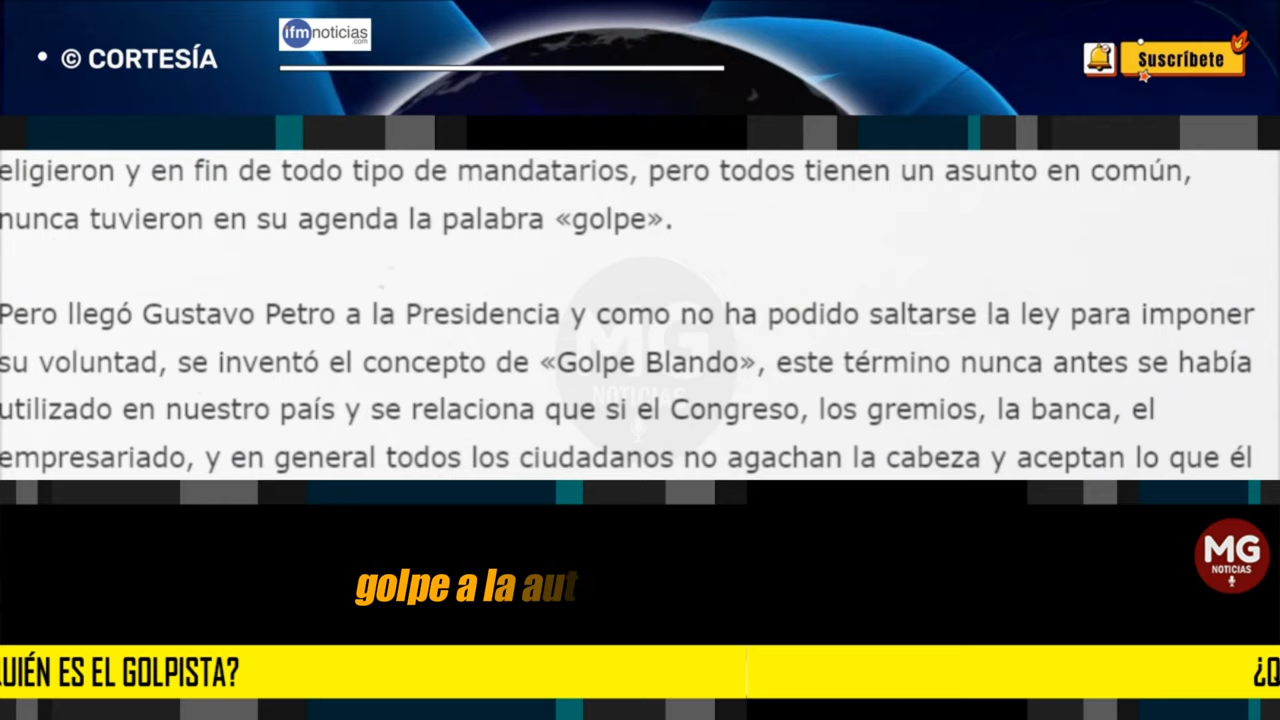 • © CORTESÍA
ifmnoticias
.com
Suscríbete
eligieron y en fin de todo tipo de mandatarios, pero todos tienen un asunto en común,
nunca tuvieron en su agenda la palabra «golpe».
Pero llegó Gustavo Petro a la Presidencia y como no ha podido saltarse la ley para imponer
su voluntad, se inventó el concepto de «Golpe Blando», este término nunca antes se había
utilizado en nuestro país y se relaciona que si el Congreso, los gremios, la banca, el
empresariado, y en general todos los ciudadanos no agachan la cabeza y aceptan lo que él
MG
NOTICIAS
golpe a la aut
MG
NOTICIAS
UIÉN ES EL GOLPISTA?
¿Q